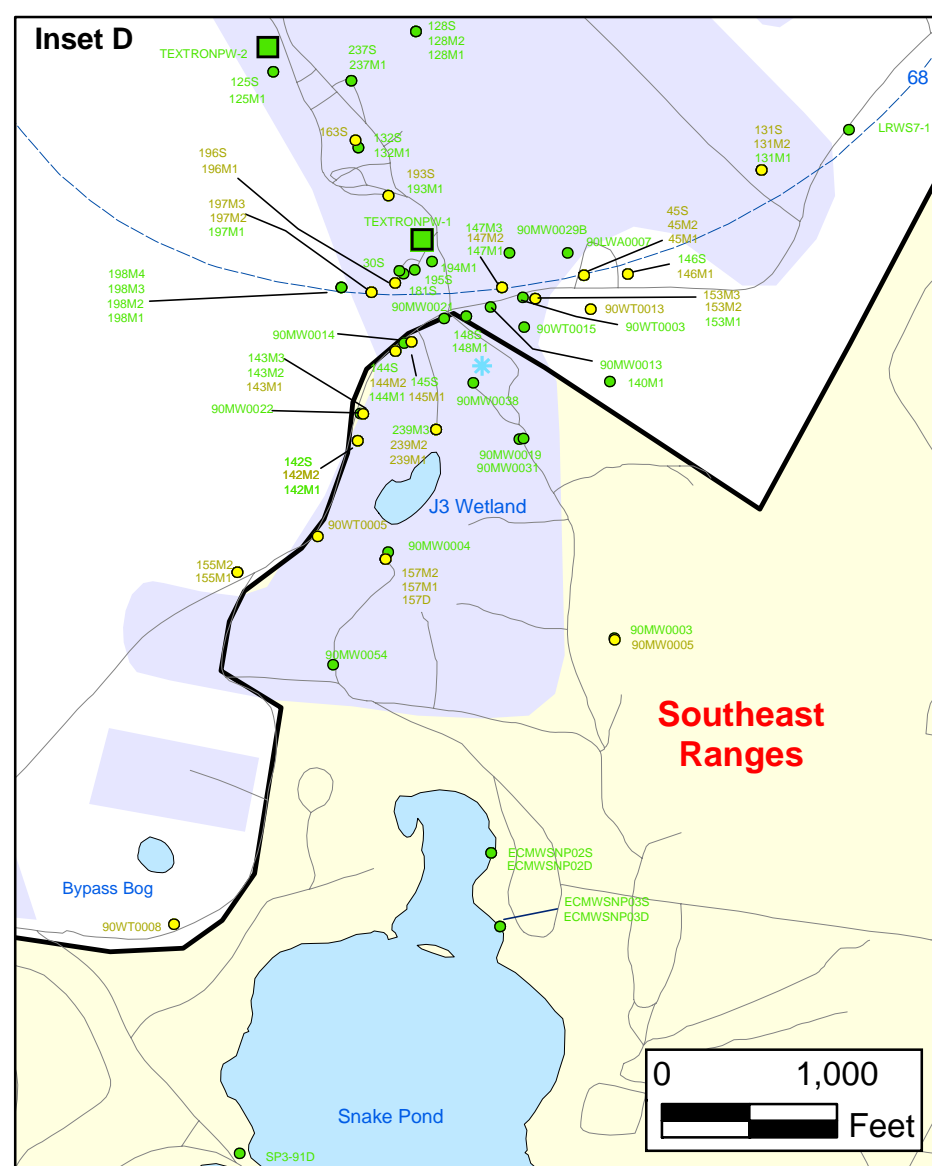 Inset D
TEXTRONPW-2
125S
125M1
237S
237M1
128S
128M2
128M1
68
LRWS7-1
163S
132S
132M1
131S
131M2
131M1
196S
196M1
193S
193M1
197M3
197M2
197M1
TEXTRONPW-1
147M3
147M2
147M1
90MW0029B
90LWA0007
45S
45M2
45M1
146S
146M1
198M4
198M3
198M2
198M1
30S
194M1
195S
181S
90MW0021
153M3
153M2
153M1
90WT0013
90WT0003
90WT0015
90MW0014
148S
148M1
90MW0013
140M1
143M3
143M2
143M1
144S
144M2
144M1
145S
145M1
90MW0038
90MW0022
239M3
239M2
239M1
90MW0019
90MW0031
142S
142M2
142M1
J3 Wetland
90WT0005
90MW0004
155M2
155M1
157M2
157M1
157D
90MW0003
90MW0005
90MW0054
Southeast
Ranges
ECMWSNP02S
ECMWSNP02D
Bypass Bog
ECMWSNP03S
ECMWSNP03D
90WT0008
0 1,000
Feet
Snake Pond
SP3-91D